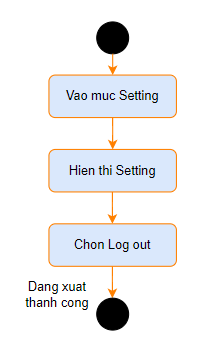 Vao muc Setting
Hien thi Setting
Chon Log out
Dang xuat
thanh cong